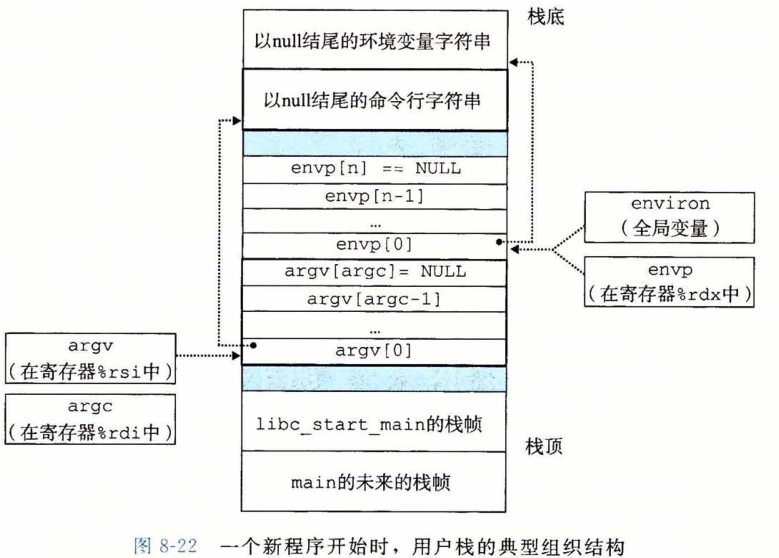 栈底
以null结尾的环境变量字符串
以null结尾的命令行字符串
envp[n] == NULL
envp[n-1]
…
envp[0]
environ
(全局变量)
envp
(在寄存器%rdx中)
argv[argc]= NULL
argv[argc-1]
…
argv[0]
argv
(在寄存器%rsi中)
argc
(在寄存器%rdi中)
libc_start_main的栈帧
栈顶
main的未来的栈帧
图 8-22 一个新程序开始时，用户栈的典型组织结构